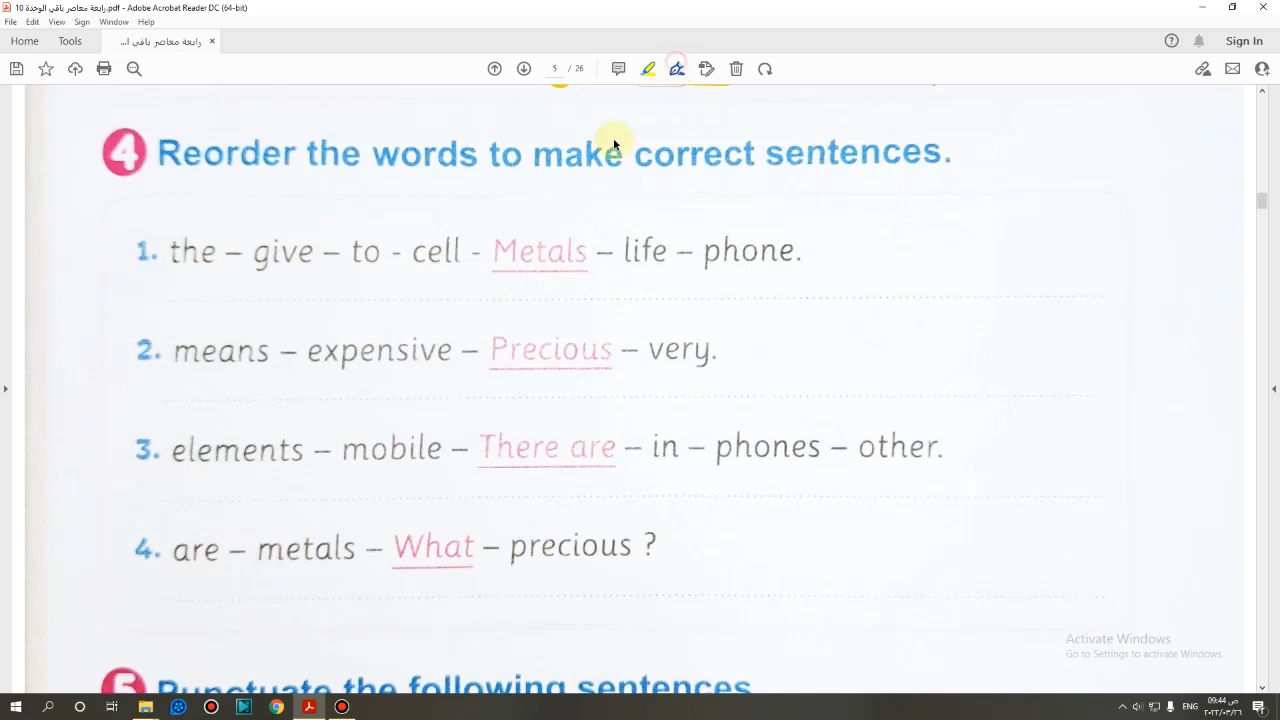 رابعة معاصر باقي الوحدة 10.pdf - Adobe Acrobat Reader DC (64-bit)
File Edit View Sign Window Help
Home Tools رابعة معاصر باقي ا... × Sign In
5 / 26
4 Reorder the words to make correct sentences.
1. the – give – to - cell - Metals – life – phone.
2. means – expensive – Precious – very.
3. elements – mobile – There are – in – phones – other.
4. are – metals – What – precious ?
Activate Windows
Go to Settings to activate Windows.
5 Punctuate the following sentences
ENG 09:44 ص